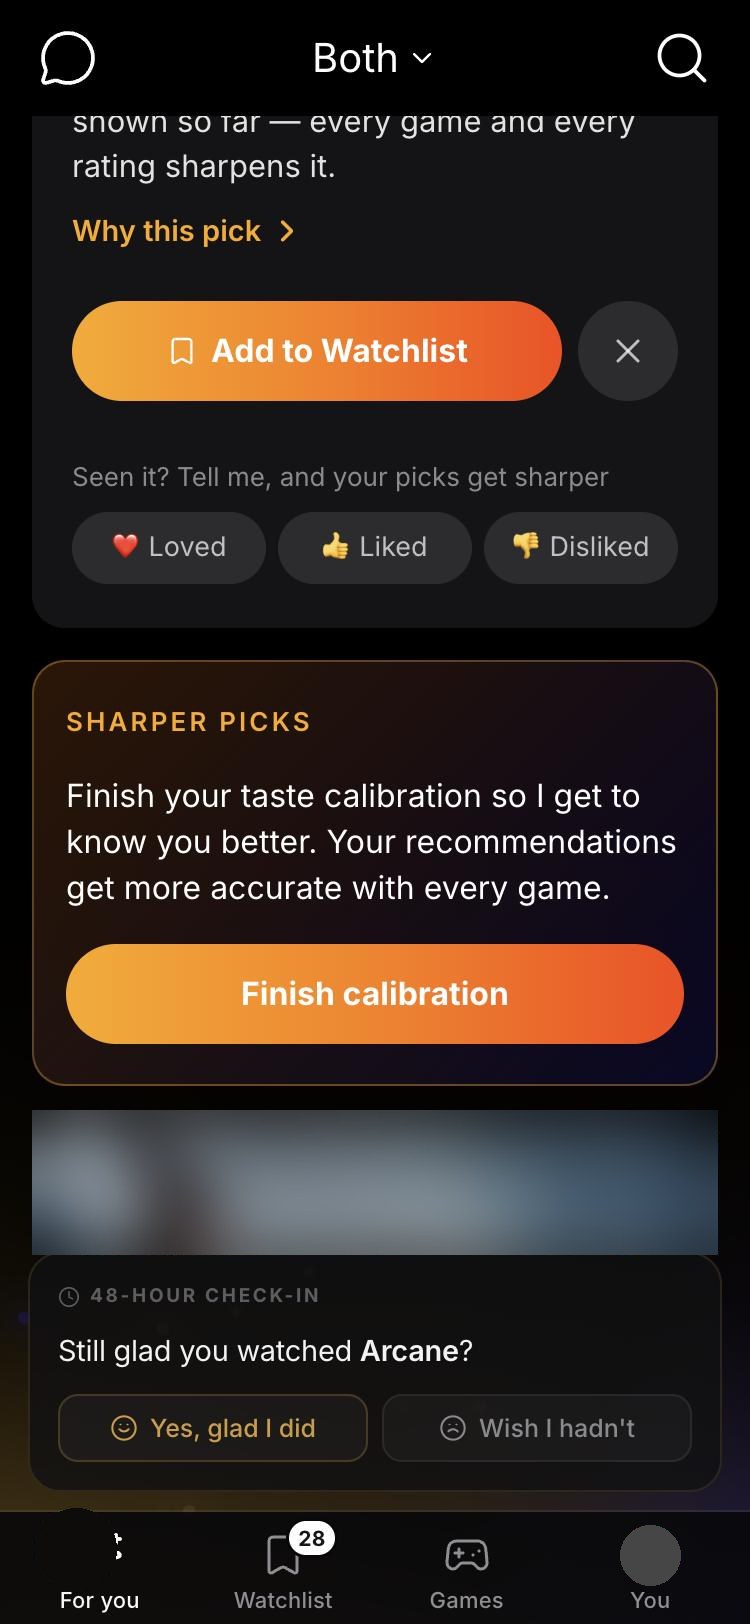 Both
shown so far — every game and every
rating sharpens it.
Why this pick
Add to Watchlist
Seen it? Tell me, and your picks get sharper
❤️ Loved
👍 Liked
👎 Disliked
SHARPER PICKS
Finish your taste calibration so I get to
know you better. Your recommendations
get more accurate with every game.
Finish calibration
48-HOUR CHECK-IN
Still glad you watched Arcane?
Yes, glad I did
Wish I hadn't
28
For you
Watchlist
Games
You